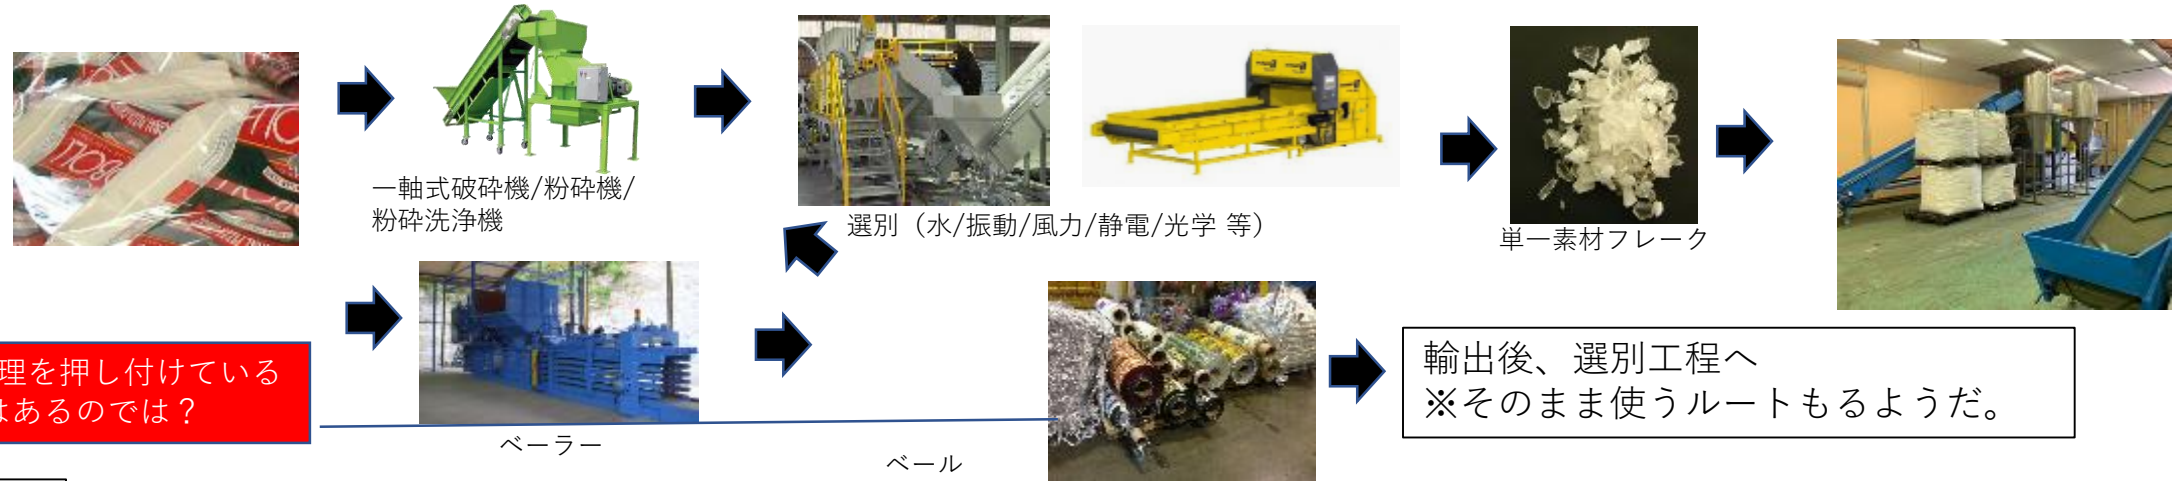 一軸式破砕機/粉砕機/
粉砕洗浄機
選別（水/振動/風力/静電/光学 等）
単一素材フレーク
理を押し付けている
はあるのでは？
ベーラー
ベール
輸出後、選別工程へ
※そのまま使うルートもるようだ。